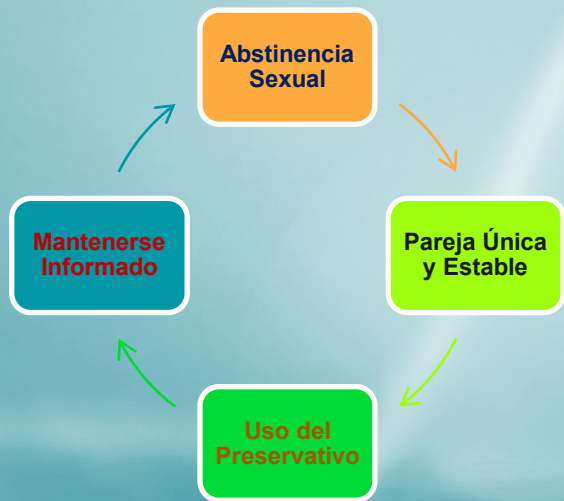 Abstinencia
Sexual
Pareja Única
y Estable
Uso del
Preservativo
Mantenerse
Informado